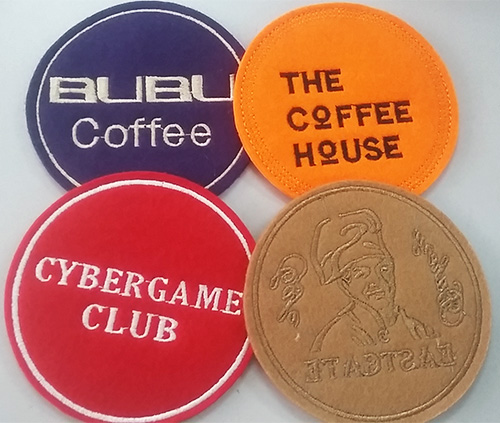 BUBU
Coffee
THE
COFFEE
HOUSE
CYBERGAME
CLUB
EASTGATE